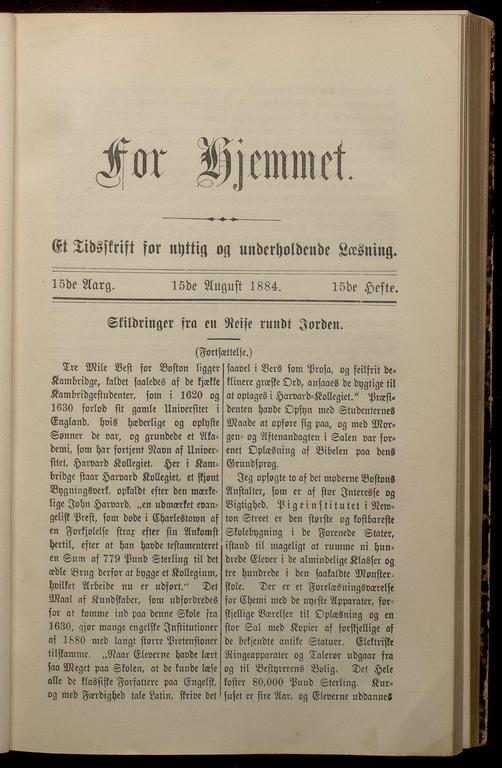 For Hjemmet.
Et Tidsskrift for nyttig og underholdende Læsning.
15de Aarg. 15de August 1884. 15de Hefte.
Skildringer fra en Reise rundt Jorden.
(Fortsættelse.)
Tre Mile Vest for Boston ligger
Kambridge, kaldet saaledes af de kjække
Kambridgestudenter, som i 1620 og
1630 forlod sit gamle Universitet i
England, hvis hæderlige og oplyste
Sønner de var, og grundede et Aka-
demi, som har fortjent Navn af Univer-
sitet, Harvard Kollegiet. Her i Kam-
bridge staar Harvard Kollegiet, et skjønt
Bygningsverk, opkaldt efter den mærke-
lige John Harvard, „en udmærket evan-
gelisk Prest, som døde i Charlestown af
en Forkjølelse strax efter sin Ankomst
hertil, efter at han havde testamenteret
en Sum af 779 Pund Sterling til det
ædle Brug derfor at bygge et Kollegium,
hvilket Arbeide nu er udført." Det
Maal af Kundskaber, som udfordredes
for at komme ind paa denne Skole fra
1630, gjør mange engelske Institutioner
af 1880 med langt større Pretensioner
tilskamme. „Naar Eleverne havde lært
saa Meget paa Skolen, at de kunde læse
alle de klassiske Forfattere paa Engelsk,
og med Færdighed tale Latin, skrive det
saavel i Vers som Prosa, og feilfrit de-
klinere græske Ord, ansaaes de dygtige til
at optages i Harvard-Kollegiet." Præsi-
denten havde Opsyn med Studenternes
Maade at opføre sig paa, og med Mor-
gen- og Aftenandagten i Salen var for-
enet Oplæsning af Bibelen paa dens
Grundsprog.
Jeg opsøgte to af det moderne Bostons
Anstalter, som er af stor Interesse og
Vigtighed. Pigeinstitutet i New-
ton Street er den største og kostbareste
Skolebygning i de Forenede Stater,
istand til mageligt at rumme ni hun-
drede Elever i de almindelige Klasser og
tre hundrede i den saakaldte Mønster-
skole. Der er et Forelæsningsværelse
for Chemi med de nyeste Apparater, for-
skjellige Værelser til Oplæsning og en
stor Sal med Kopier af forskjellige af
de bekjendte antike Statuer. Elektriske
Ringeapparater og Talerør udgaar fra
og til Bestyrerens Bolig. Det Hele
koster 80,000 Pund Sterling. Kur-
suset er fire Aar, og Eleverne uddannes